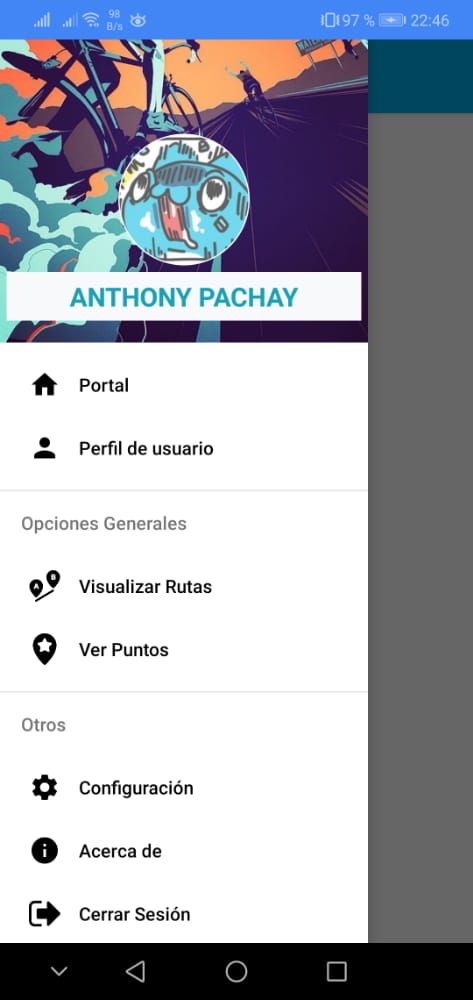 98
B/s
97 %
22:46
ANTHONY PACHAY
Portal
Perfil de usuario
Opciones Generales
A B
Visualizar Rutas
Ver Puntos
Otros
Configuración
Acerca de
Cerrar Sesión